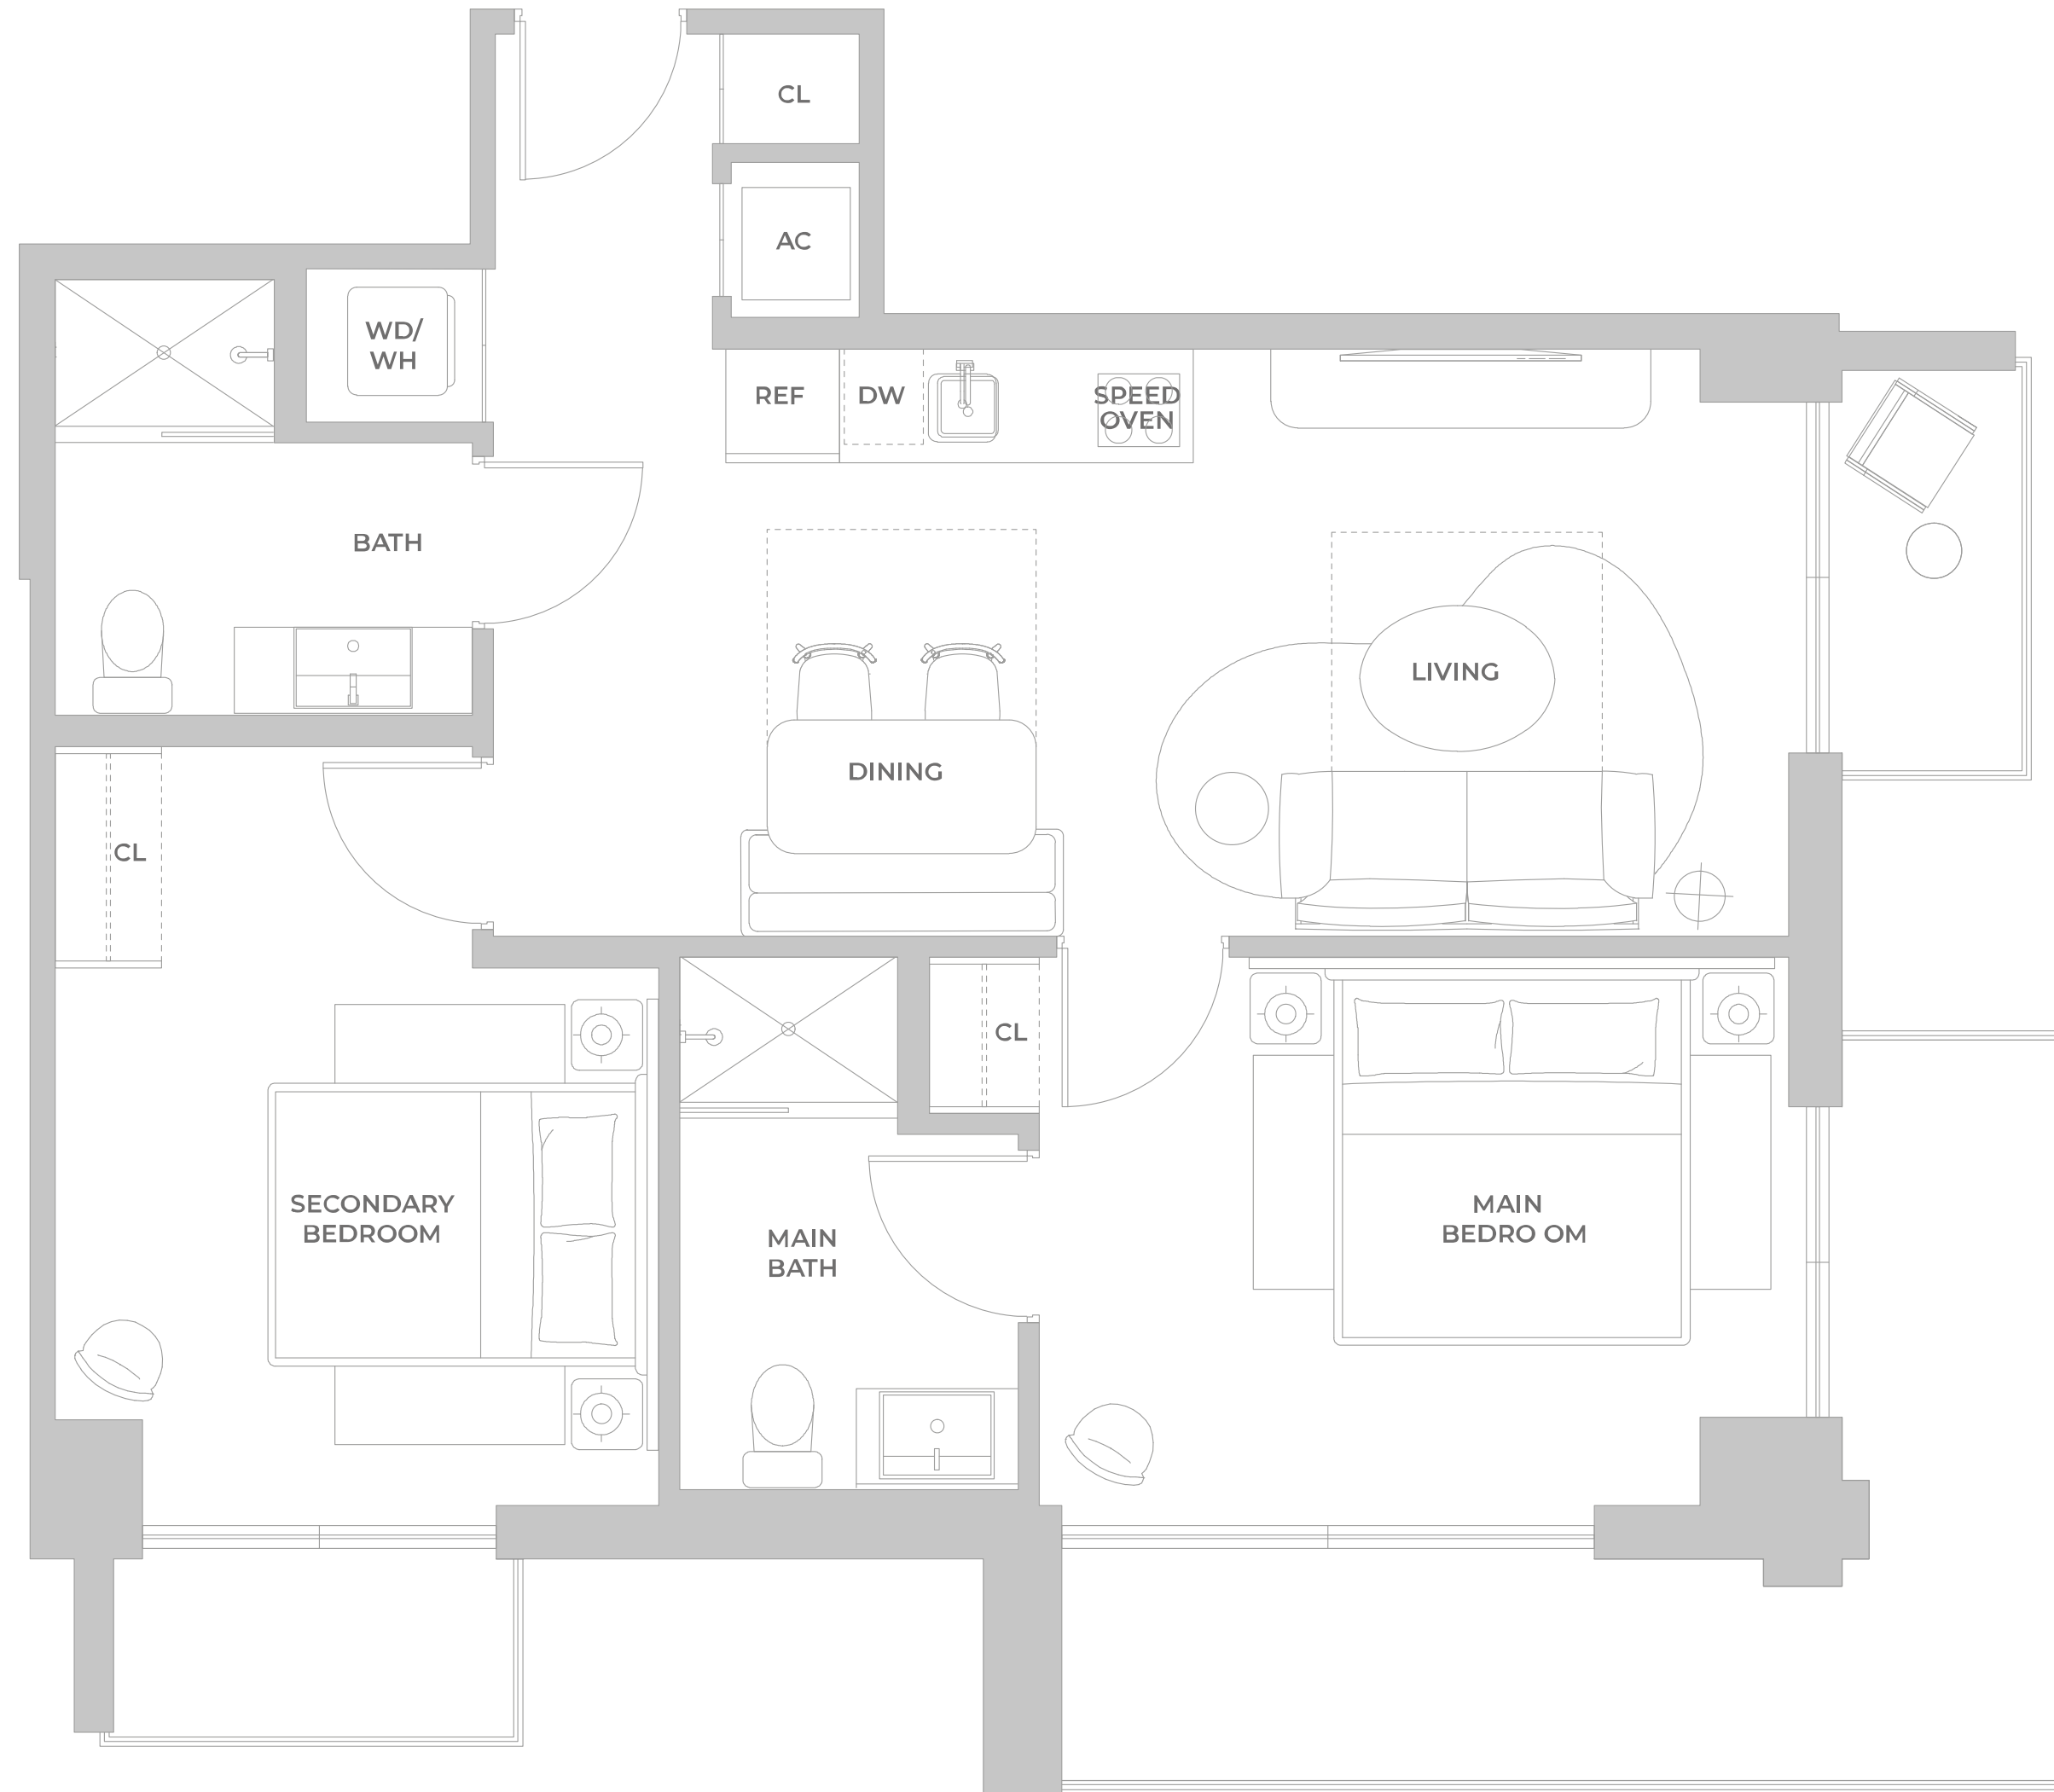 CL
AC
WD/
WH
REF
DW
SPEED
OVEN
BATH
LIVING
DINING
CL
CL
SECONDARY
BEDROOM
MAIN
BATH
MAIN
BEDRO OM